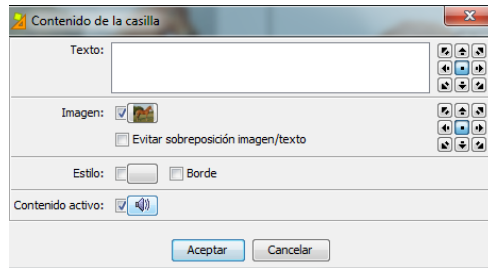 Contenido de la casilla
Texto:
Imagen:
Evitar sobreposición imagen/texto
Estilo:
Borde
Contenido activo:
Aceptar
Cancelar